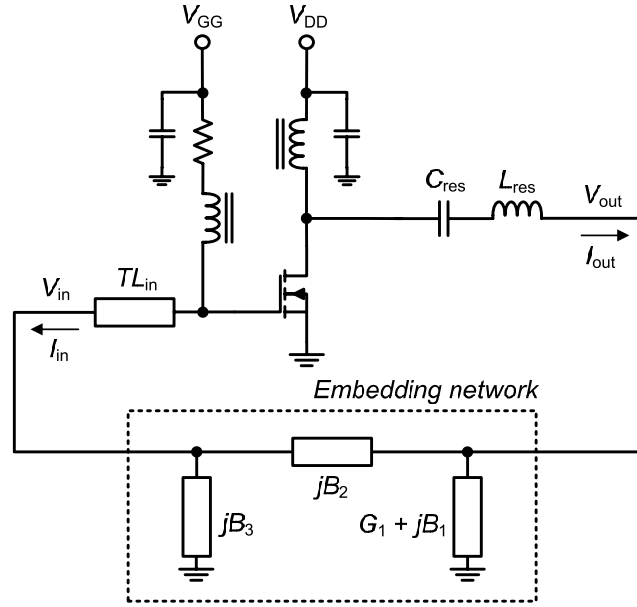 V_GG
V_DD
C_res
L_res
V_out
I_out
V_in
TL_in
I_in
Embedding network
jB_2
jB_3
G_1 + jB_1